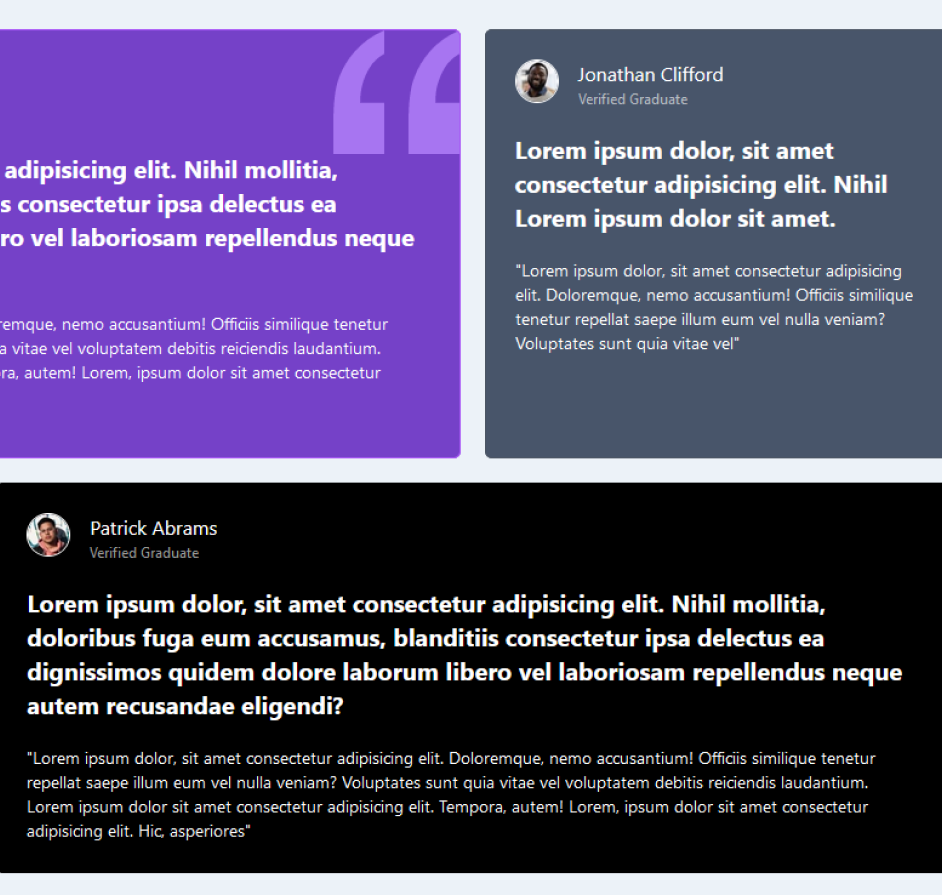 “
adipisicing elit. Nihil mollitia,
s consectetur ipsa delectus ea
ro vel laboriosam repellendus neque
remque, nemo accusantium! Officiis similique tenetur
a vitae vel voluptatem debitis reiciendis laudantium.
ra, autem! Lorem, ipsum dolor sit amet consectetur
Jonathan Clifford
Verified Graduate
Lorem ipsum dolor, sit amet
consectetur adipisicing elit. Nihil
Lorem ipsum dolor sit amet.
"Lorem ipsum dolor, sit amet consectetur adipisicing
elit. Doloremque, nemo accusantium! Officiis similique
tenetur repellat saepe illum eum vel nulla veniam?
Voluptates sunt quia vitae vel"
Patrick Abrams
Verified Graduate
Lorem ipsum dolor, sit amet consectetur adipisicing elit. Nihil mollitia,
doloribus fuga eum accusamus, blanditiis consectetur ipsa delectus ea
dignissimos quidem dolore laborum libero vel laboriosam repellendus neque
autem recusandae eligendi?
"Lorem ipsum dolor, sit amet consectetur adipisicing elit. Doloremque, nemo accusantium! Officiis similique tenetur
repellat saepe illum eum vel nulla veniam? Voluptates sunt quia vitae vel voluptatem debitis reiciendis laudantium.
Lorem ipsum dolor sit amet consectetur adipisicing elit. Tempora, autem! Lorem, ipsum dolor sit amet consectetur
adipisicing elit. Hic, asperiores"